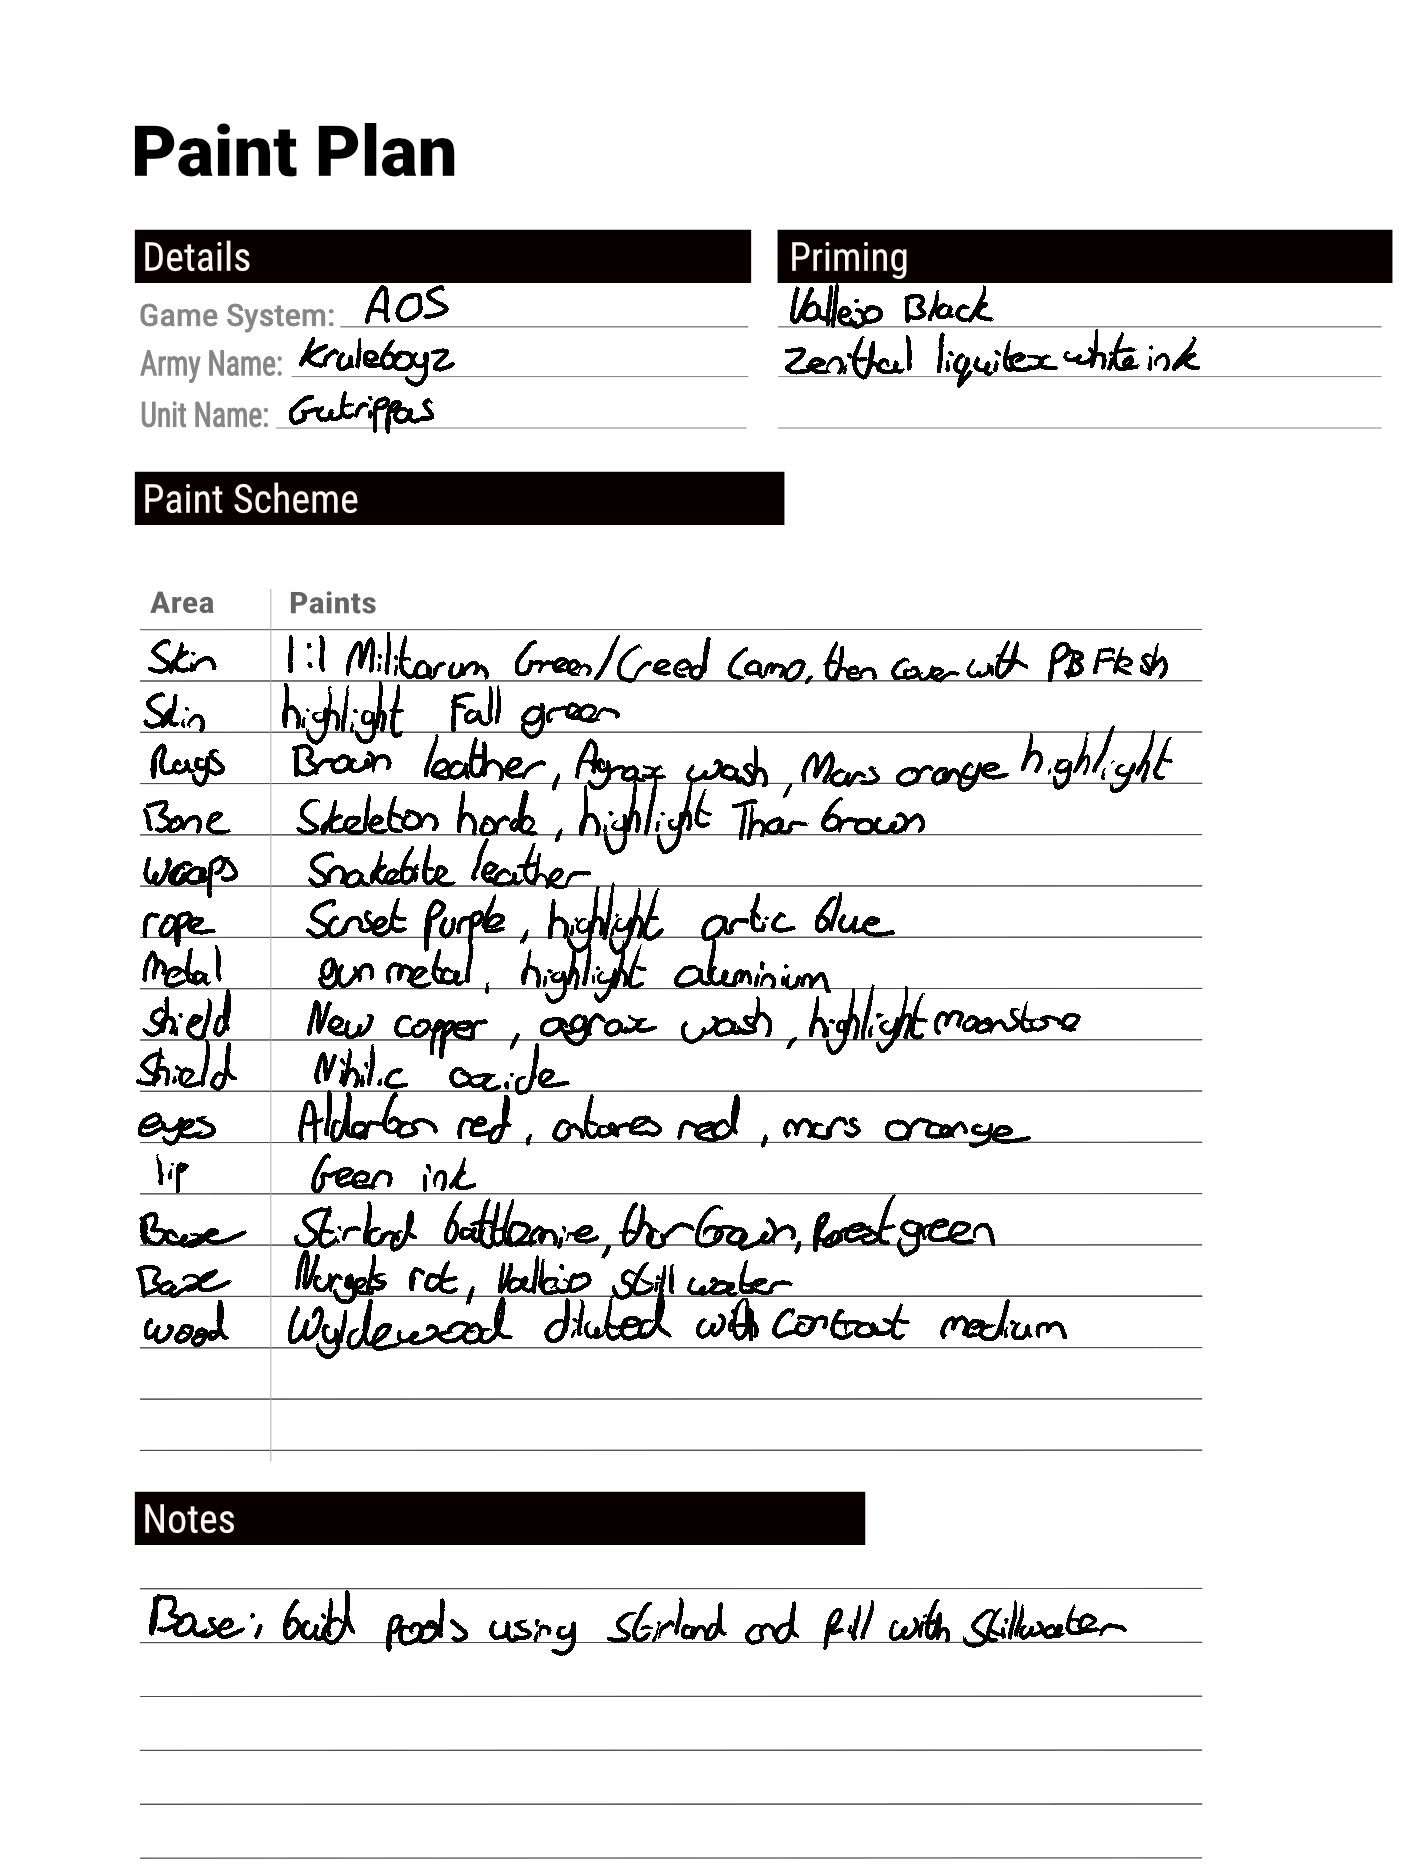 Paint Plan
Details
Priming
Game System: AOS
Vallejo Black
Army Name: Kruleboyz
Zenithal liquitex white ink
Unit Name: Gutrippas
Paint Scheme
Area Paints
Skin 1:1 Militarum Green/Creed Camo, then cover with PB Flesh
Skin highlight Fall green
Rags Brown leather, Agrax wash, Mars orange highlight
Bone Skeleton horde, highlight Thar brown
wraps Snakebite leather
rope Sunset Purple, highlight artic blue
Metal gun metal, highlight aluminium
Shield New copper, agrax wash, highlight moonstone
Shield Nihilic oxide
eyes Aldarban red, antares red, mars orange
lip Geen ink
Base Stirland battlemire, thar brown, Forest green
Base Nurgels rot, Vallejo still water
wood Wyldewood diluted with Contrast medium
Notes
Base; build pools using Stirland and fill with Stillwater